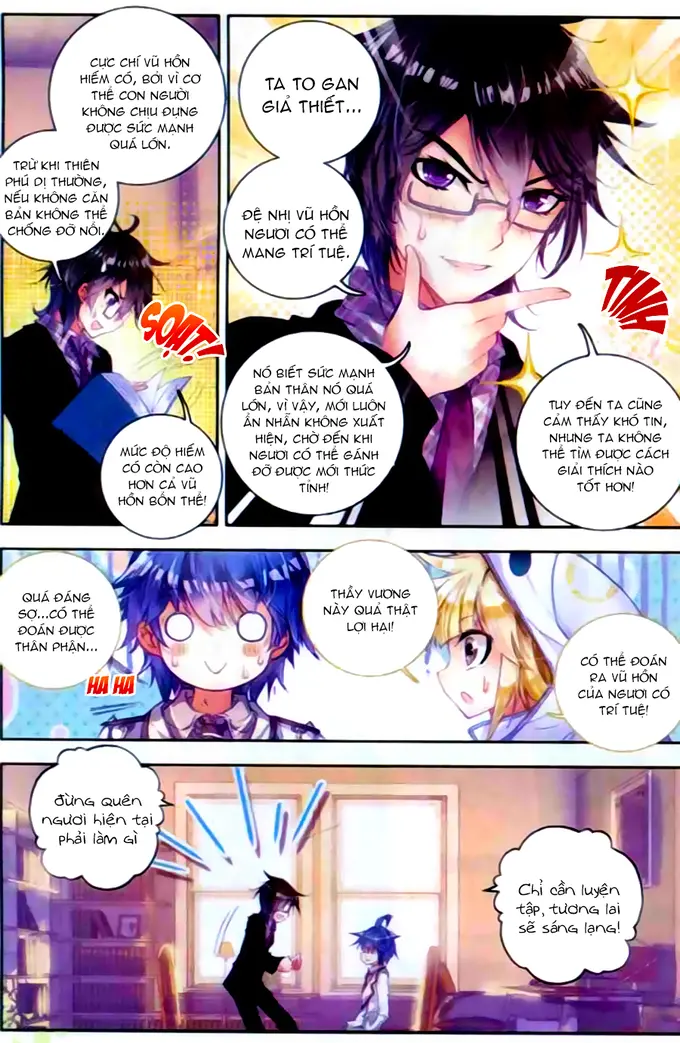 CỰC CHÍ VŨ HỒN
HIẾM CÓ, BỞI VÌ CƠ
THỂ CON NGƯỜI
KHÔNG CHỊU ĐỰNG
ĐƯỢC SỨC MẠNH
QUÁ LỚN.
TRỪ KHI THIÊN
PHÚ DỊ THƯỜNG,
NẾU KHÔNG CĂN
BẢN KHÔNG THỂ
CHỐNG ĐỠ NỔI.
SOẠT!
MỨC ĐỘ HIẾM
CÓ CÒN CAO
HƠN CẢ VŨ
HỒN BỔN THỂ!
TA TO GAN
GIẢ THIẾT...
ĐỆ NHỊ VŨ HỒN
NGƯƠI CÓ THỂ
MANG TRÍ TUỆ.
TINH
NÓ BIẾT SỨC MẠNH
BẢN THÂN NÓ QUÁ
LỚN, VÌ VẬY, MỚI LUÔN
ẨN NHẪN KHÔNG XUẤT
HIỆN, CHỜ ĐẾN KHI
NGƯƠI CÓ THỂ GÁNH
ĐỠ ĐƯỢC MỚI THỨC
TỈNH!
TUY ĐẾN TA CŨNG
CẢM THẤY KHÓ TIN,
NHƯNG TA KHÔNG
THỂ TÌM ĐƯỢC CÁCH
GIẢI THÍCH NÀO
TỐT HƠN!
QUÁ ĐÁNG
SỢ...CÓ THỂ
ĐOÁN ĐƯỢC
THÂN PHẬN...
HA HA
THẦY VƯƠNG
NÀY QUẢ THẬT
LỢI HẠI!
CÓ THỂ ĐOÁN
RA VŨ HỒN
CỦA NGƯƠI CÓ
TRÍ TUỆ!
đừng quên
ngươi hiện tại
phải làm gì
Chỉ cần luyện
tập, tương lai
sẽ sáng lạng!